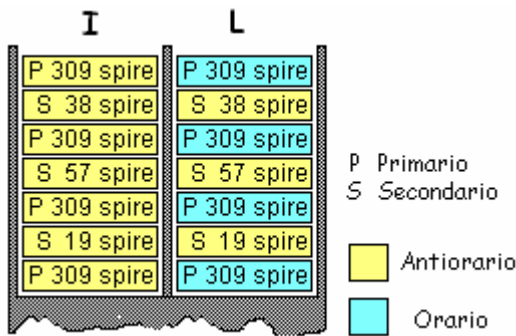 I L
P 309 spire P 309 spire
S 38 spire S 38 spire
P 309 spire P 309 spire
S 57 spire S 57 spire
P 309 spire P 309 spire
S 19 spire S 19 spire
P 309 spire P 309 spire
P Primario
S Secondario
Antiorario
Orario